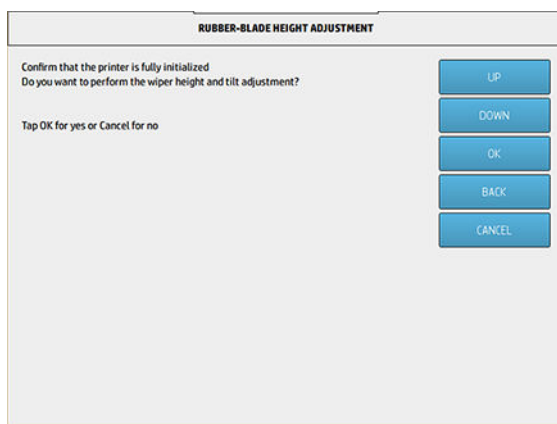 RUBBER-BLADE HEIGHT ADJUSTMENT
Confirm that the printer is fully initialized
Do you want to perform the wiper height and tilt adjustment?
Tap OK for yes or Cancel for no
UP
DOWN
OK
BACK
CANCEL